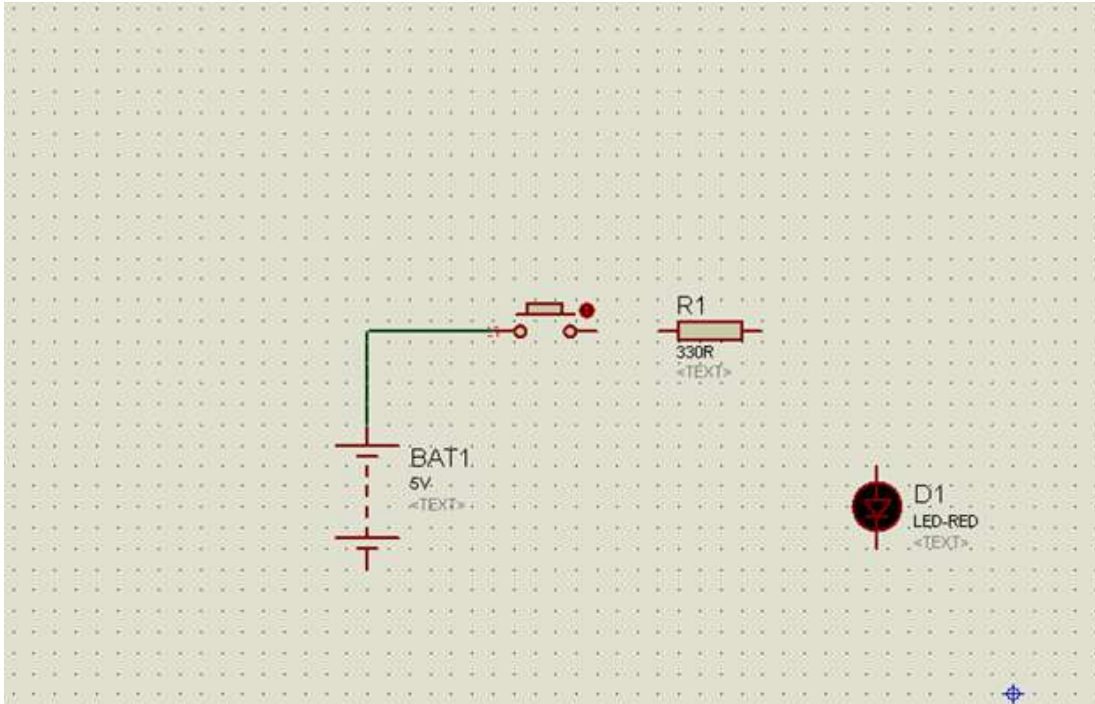 R1
330R
<TEXT>
BAT1
5V
<TEXT>
D1
LED-RED
<TEXT>